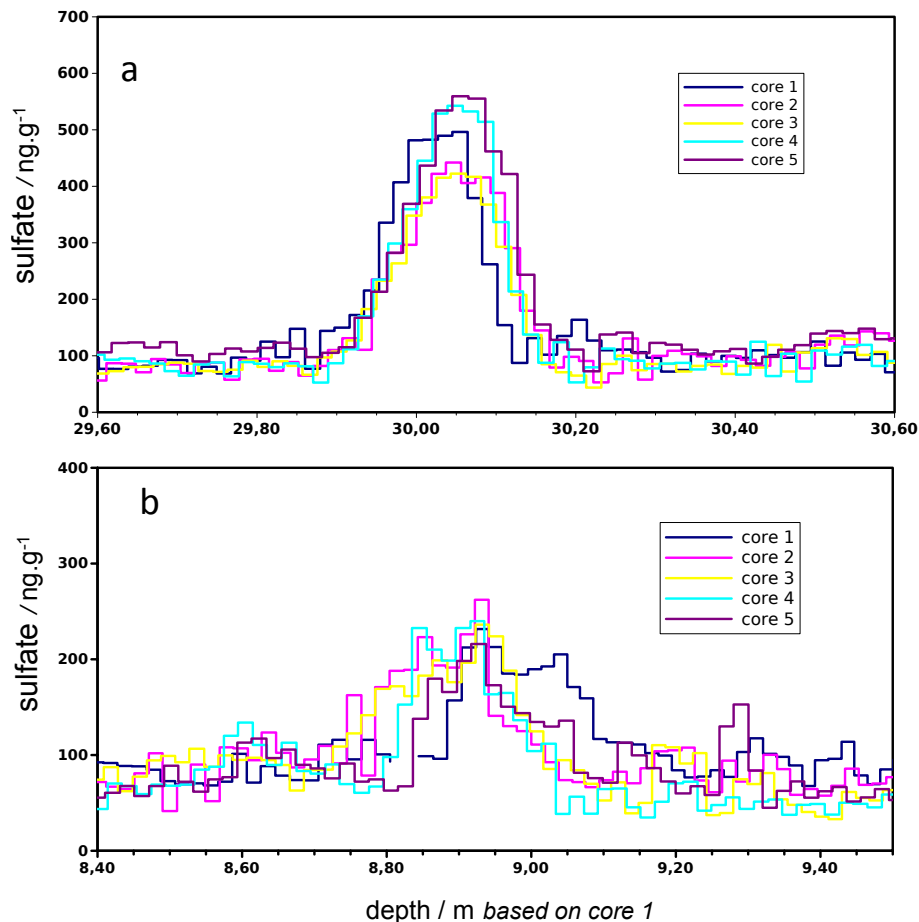 700
600
500
400
300
200
100
0
sulfate / ng.g⁻¹
a
core 1
core 2
core 3
core 4
core 5
29,60 29,80 30,00 30,20 30,40 30,60
400
300
200
100
0
sulfate / ng.g⁻¹
b
core 1
core 2
core 3
core 4
core 5
8,40 8,60 8,80 9,00 9,20 9,40
depth / m based on core 1